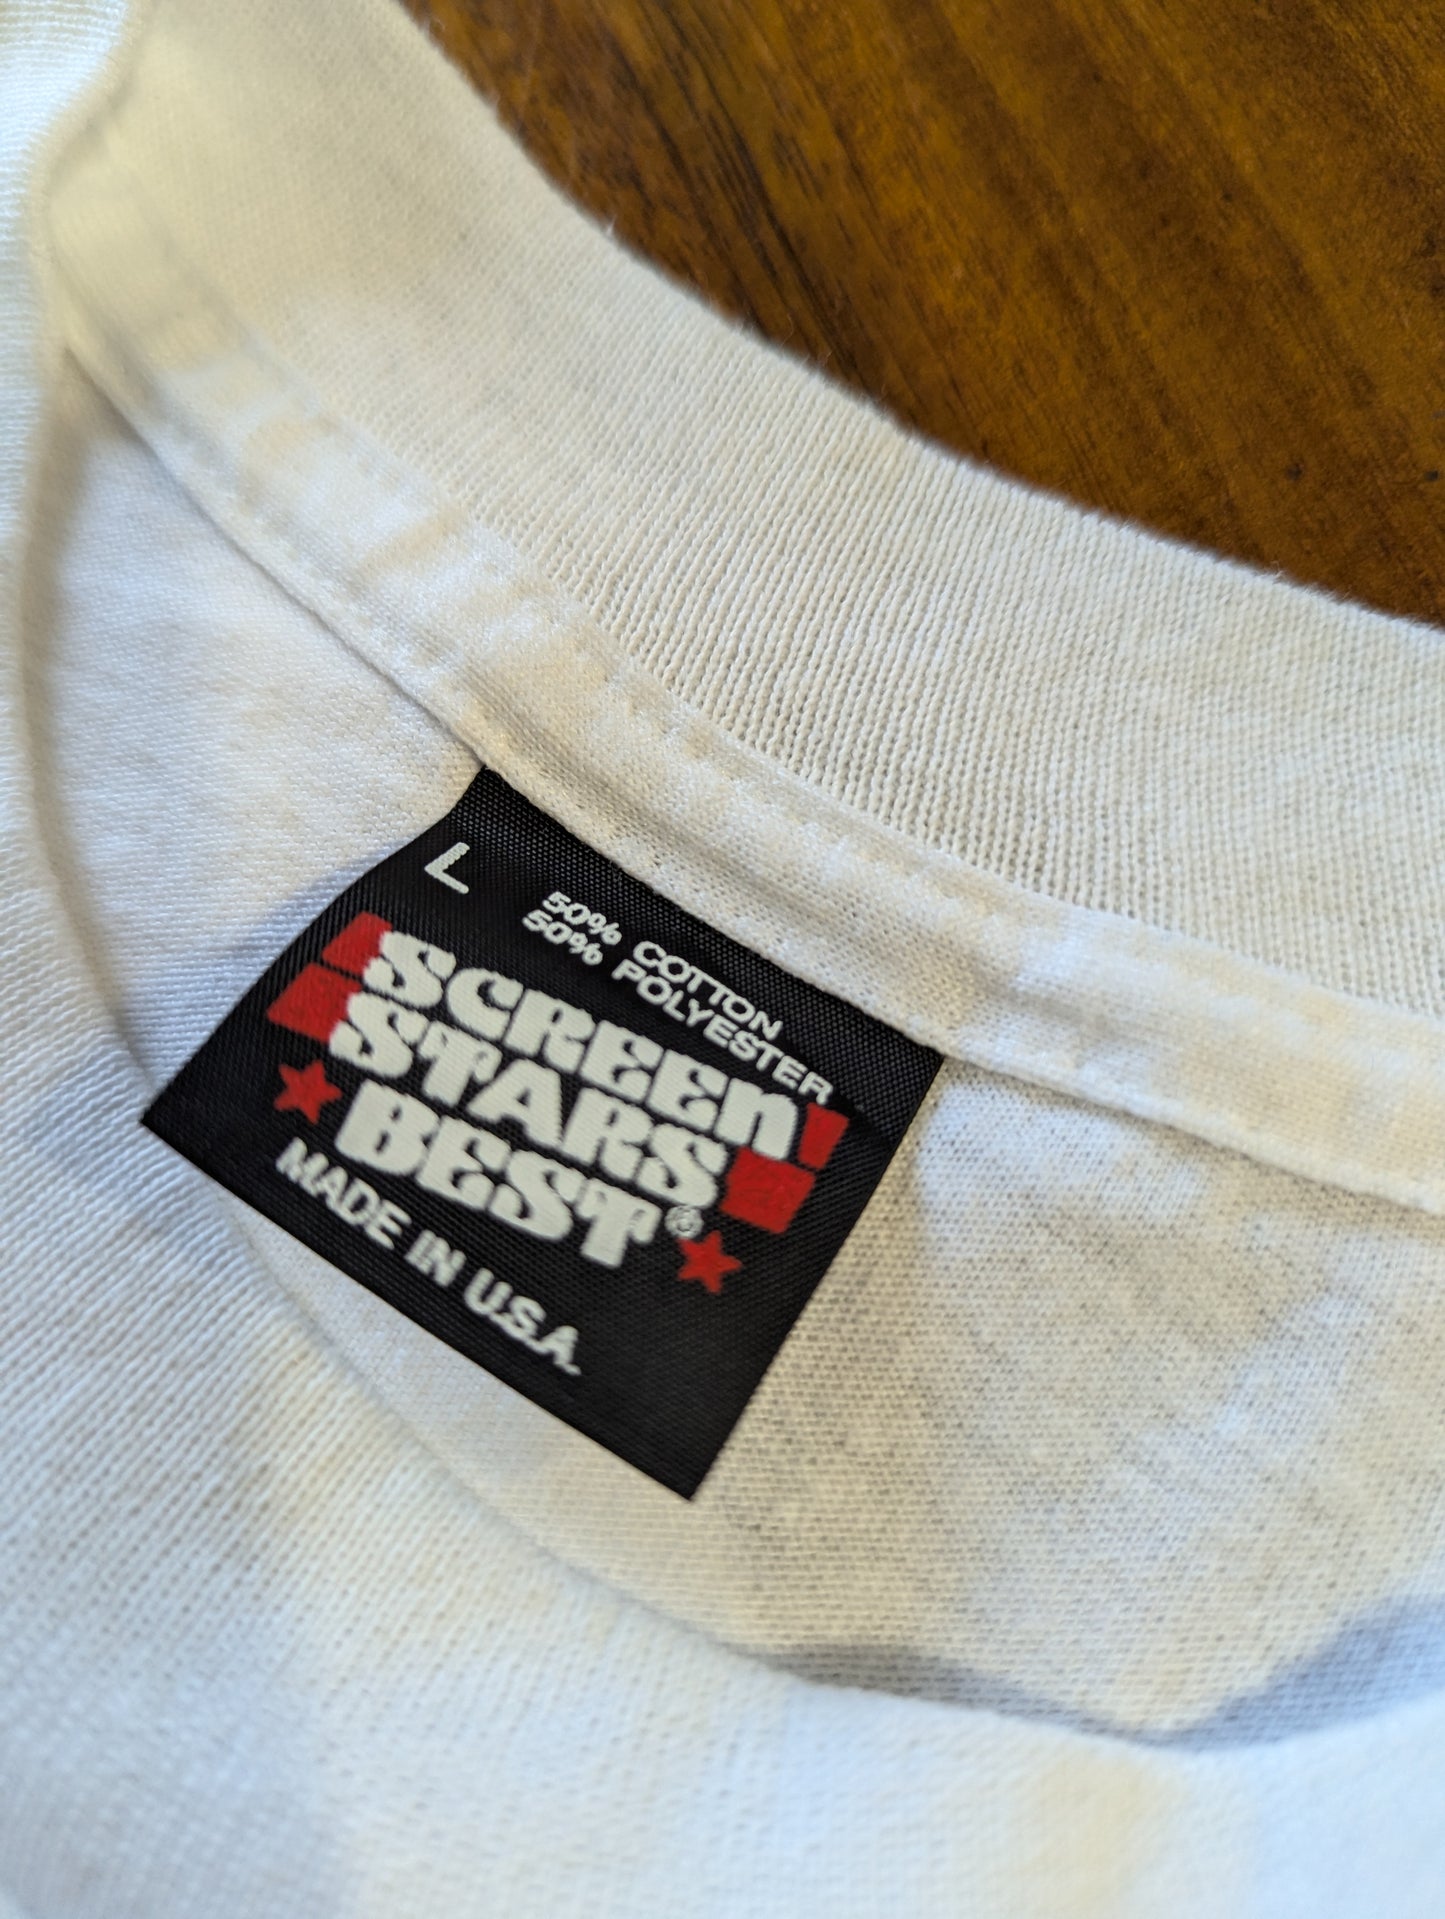 L
50% COTTON
50% POLYESTER
SCREEN
STARS
BEST®
MADE IN U.S.A.